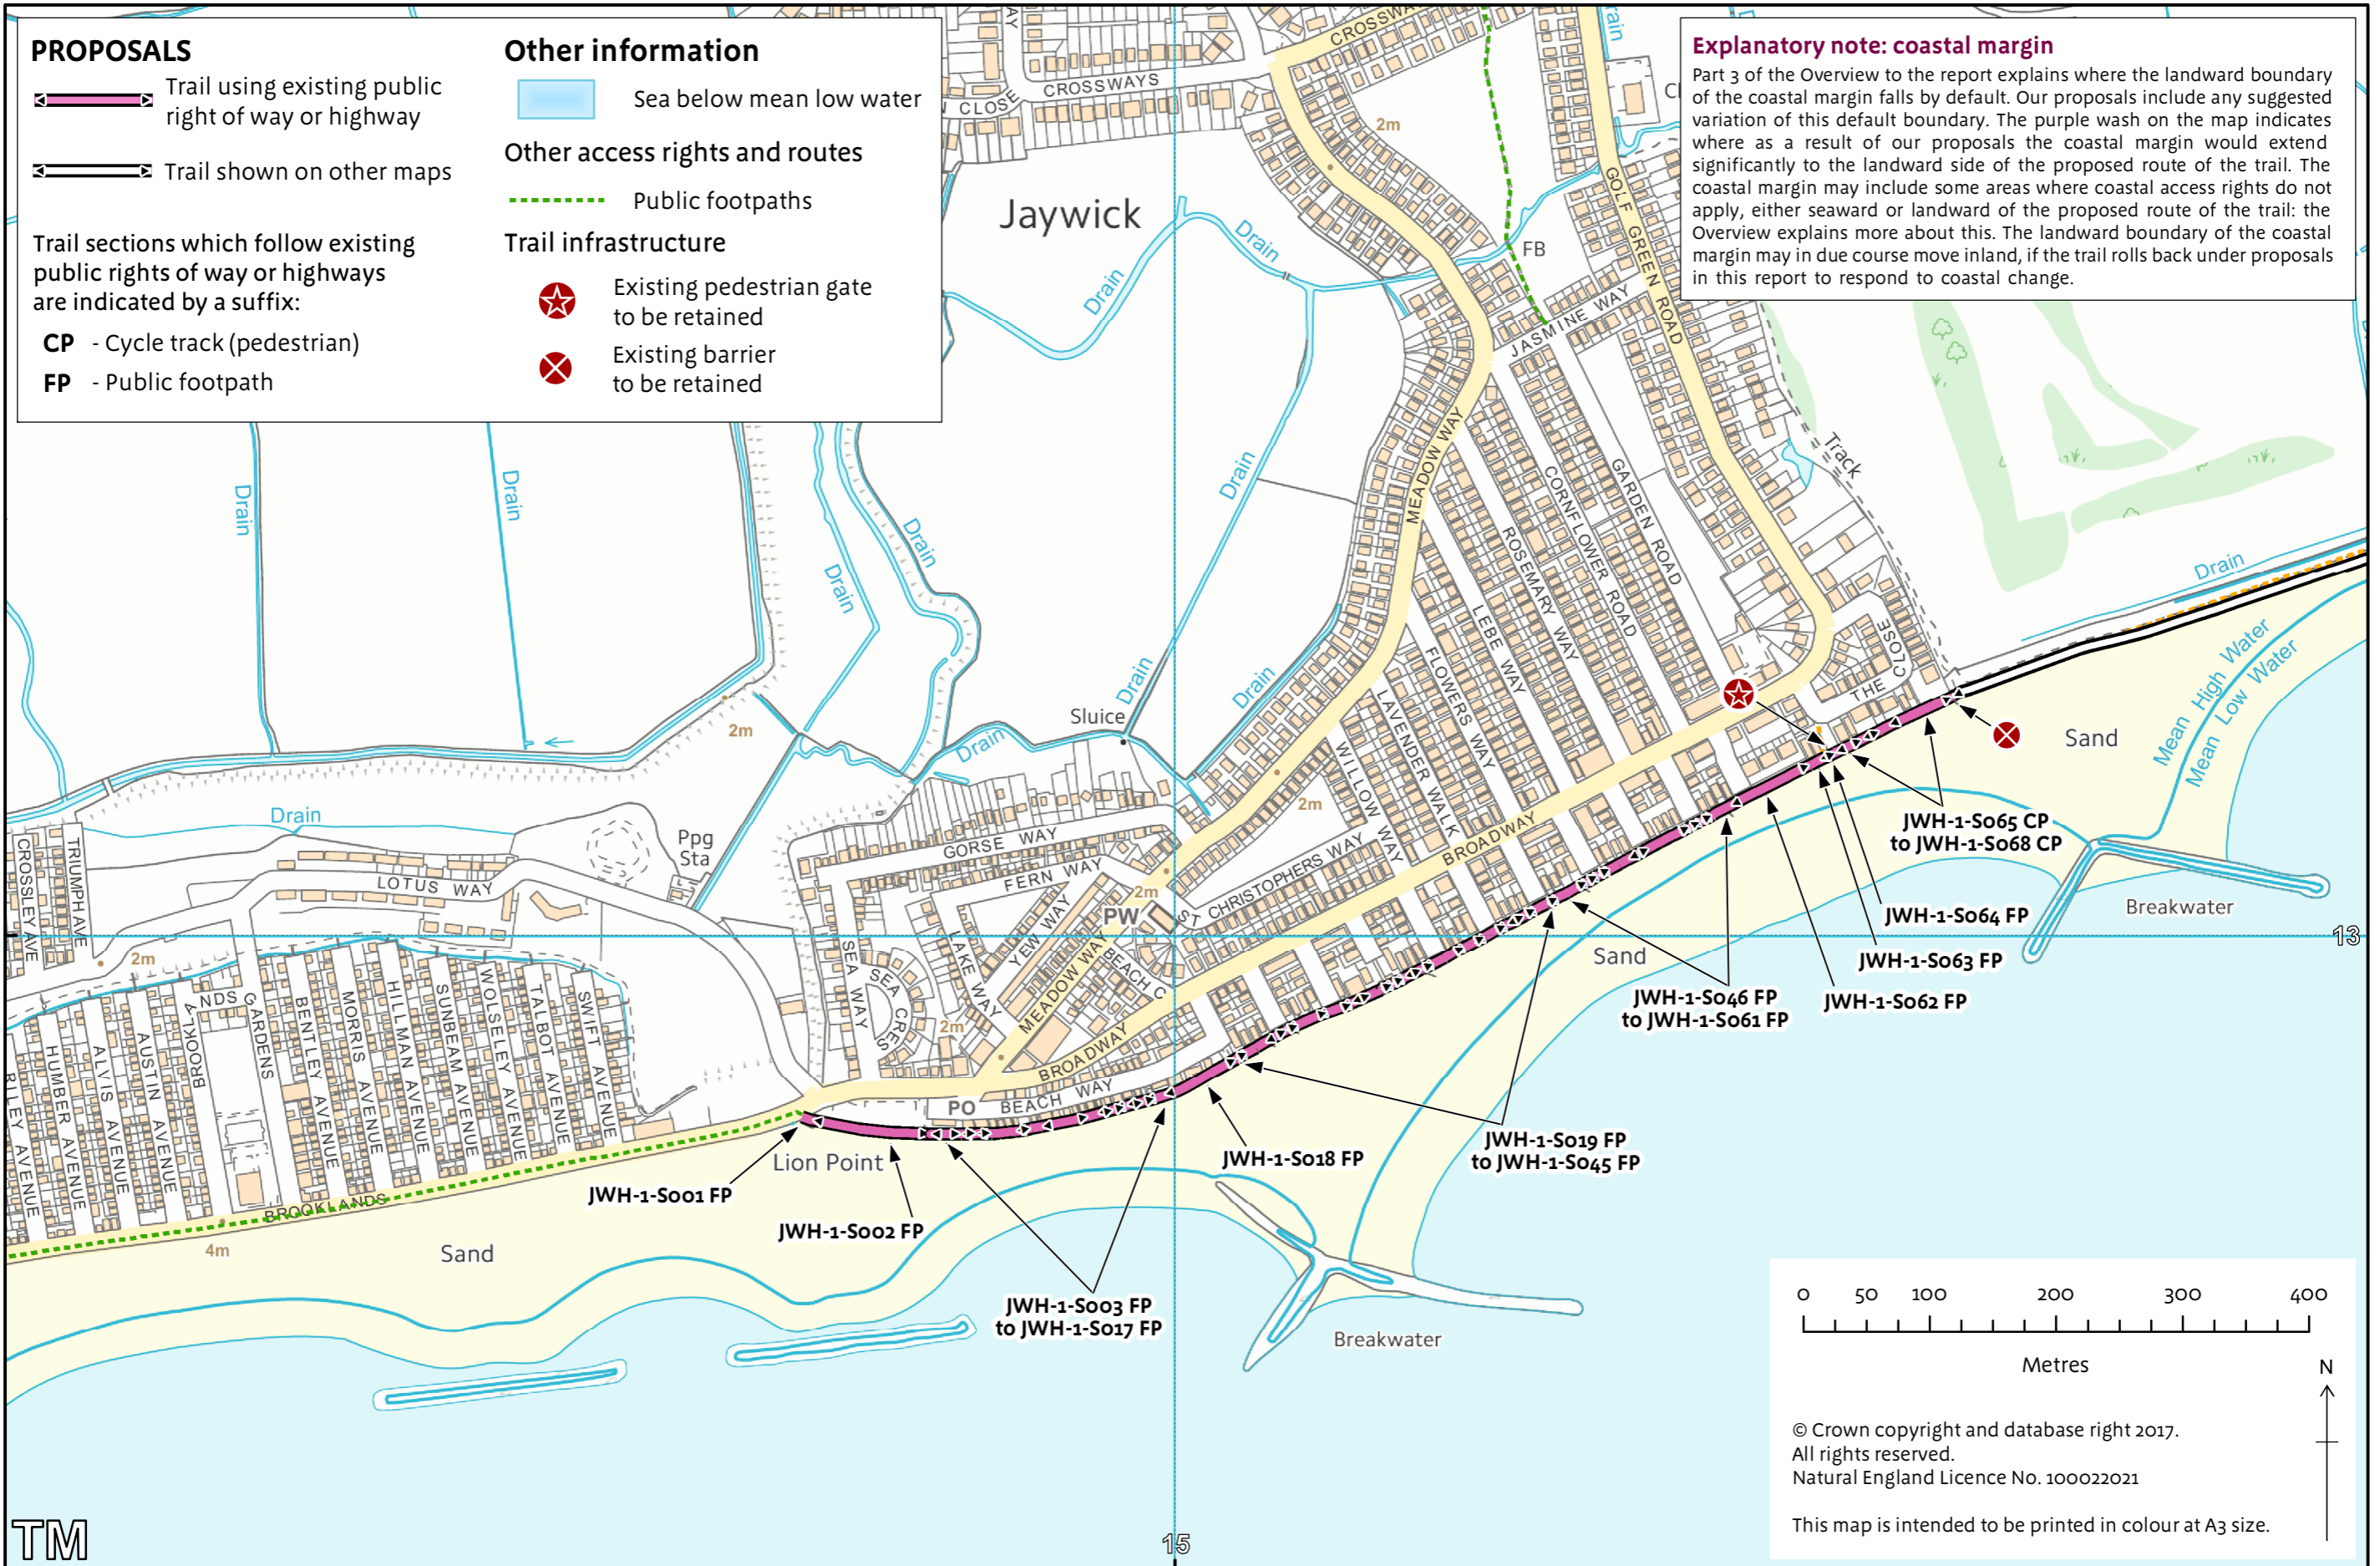 PROPOSALS
Trail using existing public
right of way or highway
Trail shown on other maps
Trail sections which follow existing
public rights of way or highways
are indicated by a suffix:
CP - Cycle track (pedestrian)
FP - Public footpath
Other information
Sea below mean low water
Other access rights and routes
Public footpaths
Trail infrastructure
Existing pedestrian gate
to be retained
Existing barrier
to be retained
Explanatory note: coastal margin
Part 3 of the Overview to the report explains where the landward boundary
of the coastal margin falls by default. Our proposals include any suggested
variation of this default boundary. The purple wash on the map indicates
where as a result of our proposals the coastal margin would extend
significantly to the landward side of the proposed route of the trail. The
coastal margin may include some areas where coastal access rights do not
apply, either seaward or landward of the proposed route of the trail: the
Overview explains more about this. The landward boundary of the coastal
margin may in due course move inland, if the trail rolls back under proposals
in this report to respond to coastal change.
CROSSWAY
CLOSE
CROSSWAYS
2m
Jaywick
Drain
Drain
Drain
FB
GOLF GREEN ROAD
JASMINE WAY
MEADOW WAY
Track
Drain
Drain
Drain
Drain
Drain
GARDEN ROAD
CORNFLOWER ROAD
ROSEMARY WAY
LEBE WAY
FLOWERS WAY
LAVENDER WALK
WILLOW WAY
Drain
Drain
Drain
THE CLOSE
Mean High Water
Mean Low Water
Sand
Sluice
2m
Drain
2m
Drain
Ppg
Sta
GORSE WAY
FERN WAY
ST CHRISTOPHERS WAY
BROADWAY
2m
PW
LOTUS WAY
CROSSLEY AVE
TRIUMPH AVE
2m
YEW WAY
LAKE WAY
MEADOW WAY
BEACH C
SEA WAY
SEA CRES
2m
BROADWAY
PO
BEACH WAY
HUMBER AVENUE
ALVIS AVENUE
AUSTIN AVENUE
BROOKLANDS GARDENS
BENTLEY AVENUE
MORRIS AVENUE
HILLMAN AVENUE
SUNBEAM AVENUE
WOLSELEY AVENUE
TALBOT AVENUE
SWIFT AVENUE
RLEY AVENUE
BROOKLANDS
4m
Sand
Lion Point
Sand
Breakwater
Breakwater
13
15
JWH-1-S001 FP
JWH-1-S002 FP
JWH-1-S003 FP
to JWH-1-S017 FP
JWH-1-S018 FP
JWH-1-S019 FP
to JWH-1-S045 FP
JWH-1-S046 FP
to JWH-1-S061 FP
JWH-1-S062 FP
JWH-1-S063 FP
JWH-1-S064 FP
JWH-1-S065 CP
to JWH-1-S068 CP
0 50 100 200 300 400
Metres
N
© Crown copyright and database right 2017.
All rights reserved.
Natural England Licence No. 100022021
This map is intended to be printed in colour at A3 size.
TM